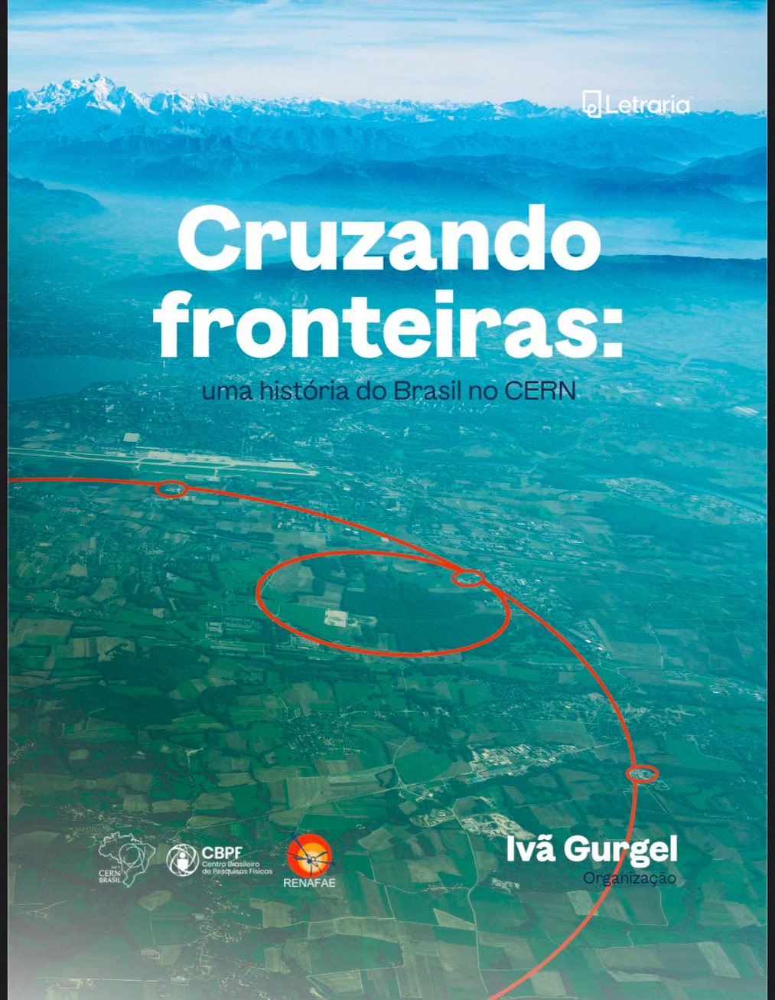 Letraria
Cruzando
fronteiras:
uma história do Brasil no CERN
Ivã Gurgel
Organização
CERN
BRASIL
CBPF
Centro Brasileiro
de Pesquisas Físicas
RENAFAE